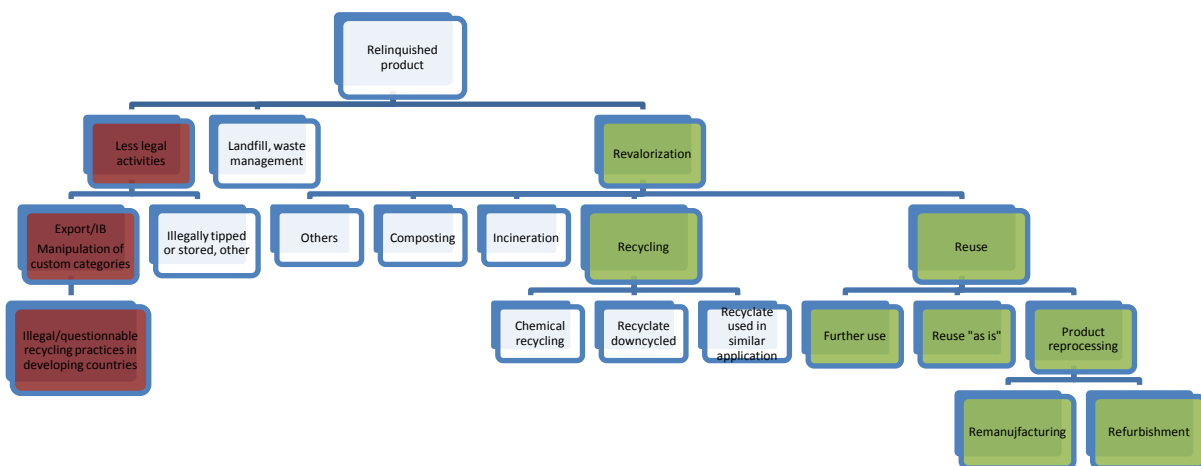 Relinquished
product
Less legal
activities
Landfill, waste
management
Revalorization
Export/IB
Manipulation of
custom categories
Illegally tipped
or stored, other
Others
Composting
Incineration
Recycling
Reuse
Illegal/questionnable
recycling practices in
developing countries
Chemical
recycling
Recyclate
downcycled
Recyclate
used in
similar
application
Further use
Reuse "as is"
Product
reprocessing
Remanujfacturing
Refurbishment